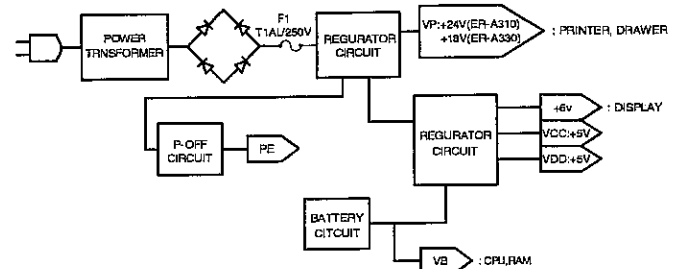 POWER
TRNSFORMER
F1
T1AL/250V
REGURATOR
CIRCUIT
VP:+24V(ER-A310)
+18V(ER-A330)
: PRINTER, DRAWER
P-OFF
CIRCUIT
PE
REGURATOR
CIRCUIT
+6v
: DISPLAY
VCC:+5V
VDD:+5V
BATTERY
CITCUIT
VB
: CPU,RAM